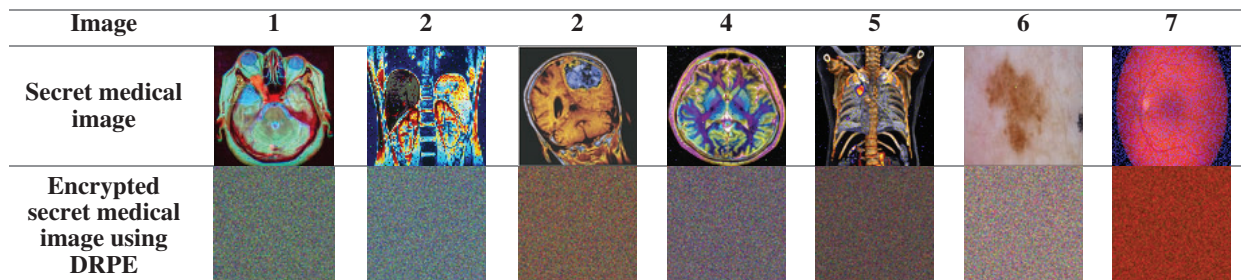 Image 1 2 2 4 5 6 7
Secret medical
image
Encrypted
secret medical
image using
DRPE